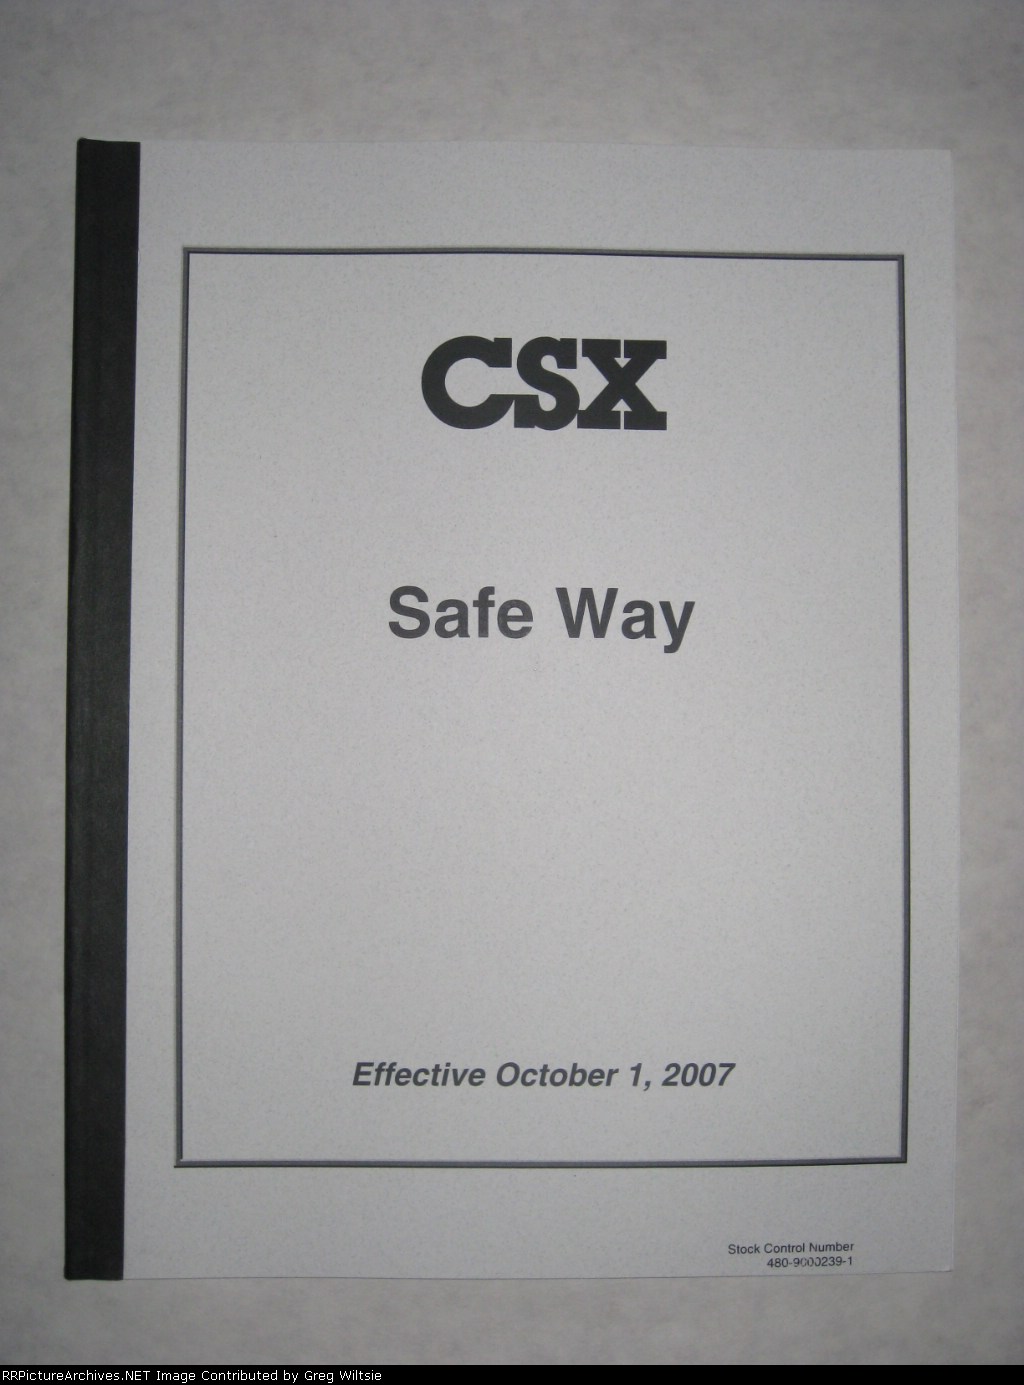 CSX
Safe Way
Effective October 1, 2007
Stock Control Number
480-9000239-1
RRPictureArchives.NET Image Contributed by Greg Wiltsie